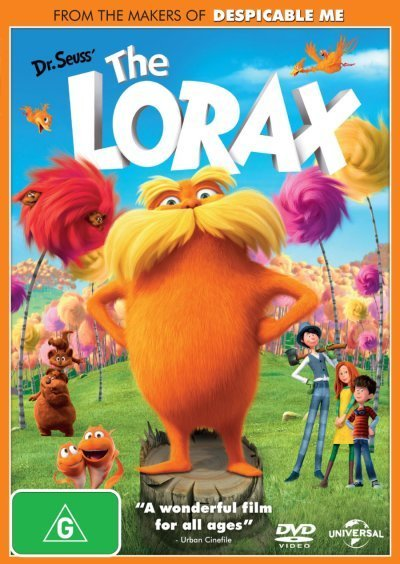 FROM THE MAKERS OF DESPICABLE ME
Dr. Seuss'
The
LORAX
"A wonderful film
for all ages"
- Urban Cinefile
G
DVD
VIDEO
UNIVERSAL